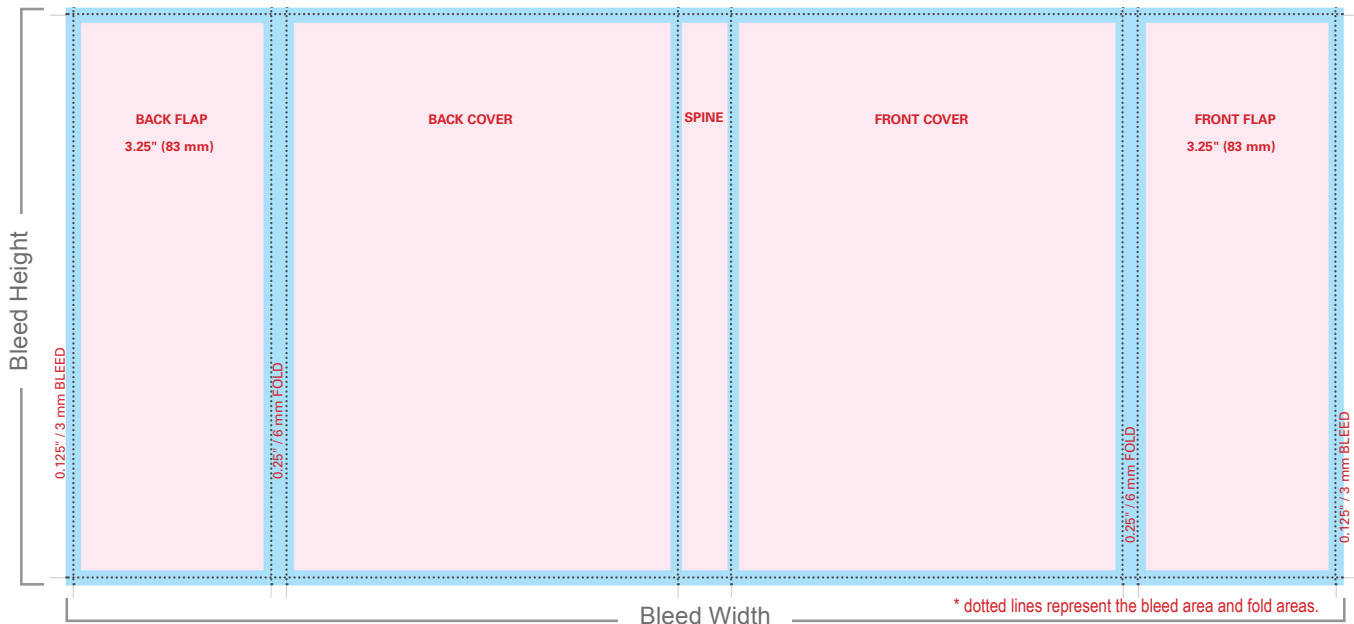 BACK FLAP
3.25" (83 mm)
BACK COVER
SPINE
FRONT COVER
FRONT FLAP
3.25" (83 mm)
Bleed Height
0.125" / 3 mm BLEED
0.25" / 6 mm FOLD
0.25" / 6 mm FOLD
0.125" / 3 mm BLEED
* dotted lines represent the bleed area and fold areas.
Bleed Width